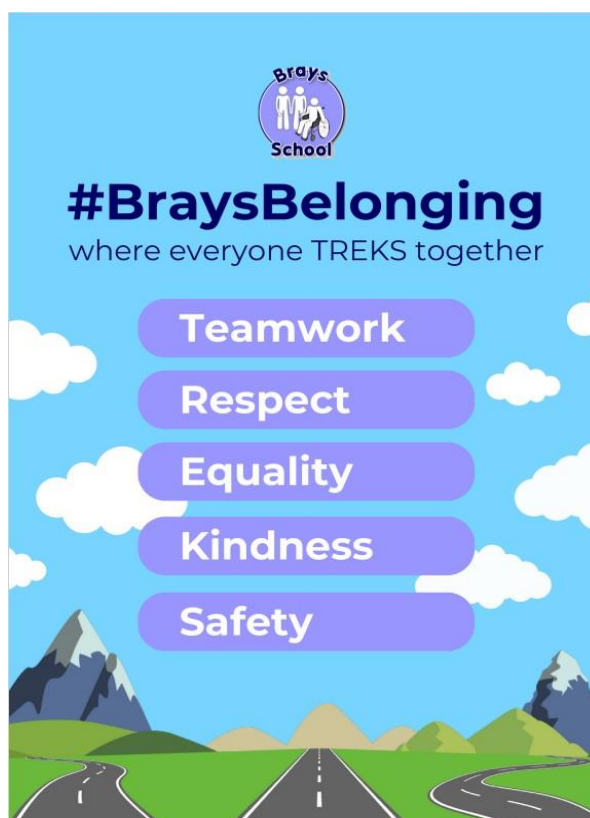 Brays
School
#BraysBelonging
where everyone TREKS together
Teamwork
Respect
Equality
Kindness
Safety